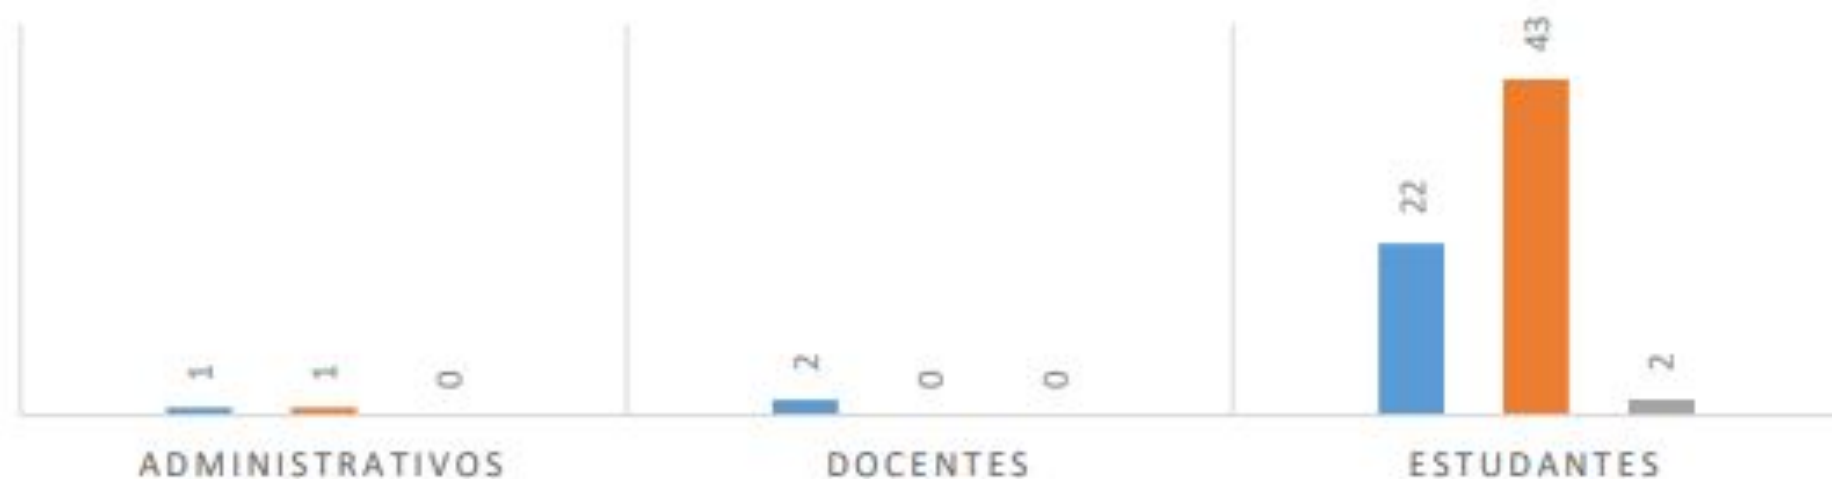 1 1 0
2 0 0
22 43 2
ADMINISTRATIVOS DOCENTES ESTUDANTES